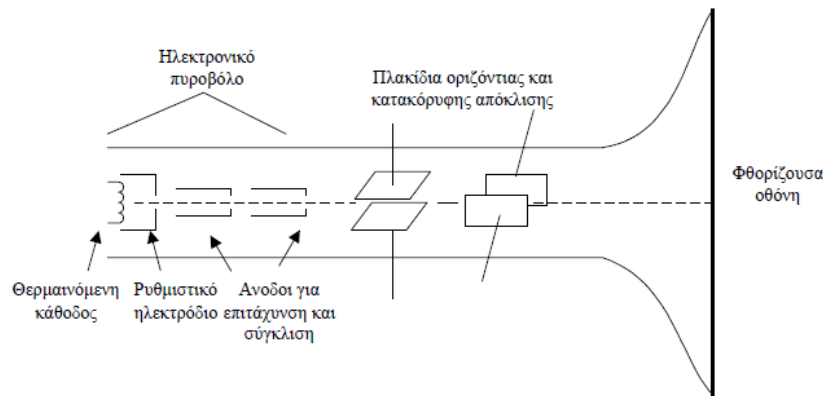 Ηλεκτρονικό
πυροβόλο
Πλακίδια οριζόντιας και
κατακόρυφης απόκλισης
Φθορίζουσα
οθόνη
Θερμαινόμενη
κάθοδος
Ρυθμιστικό
ηλεκτρόδιο
Ανοδοι για
επιτάχυνση και
σύγκλιση